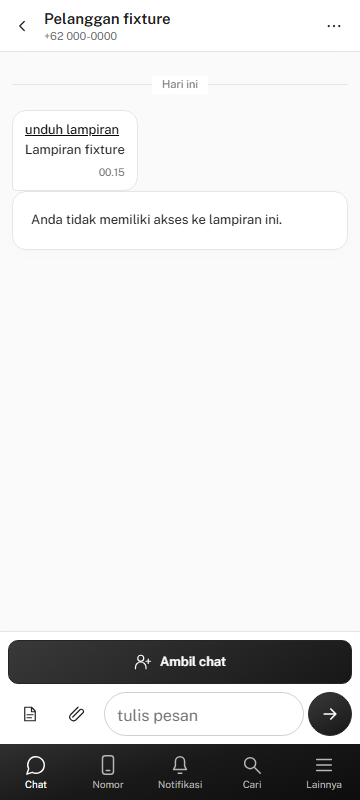 Pelanggan fixture
+62 000-0000
Hari ini
unduh lampiran
Lampiran fixture
00.15
Anda tidak memiliki akses ke lampiran ini.
Ambil chat
tulis pesan
Chat
Nomor
Notifikasi
Cari
Lainnya